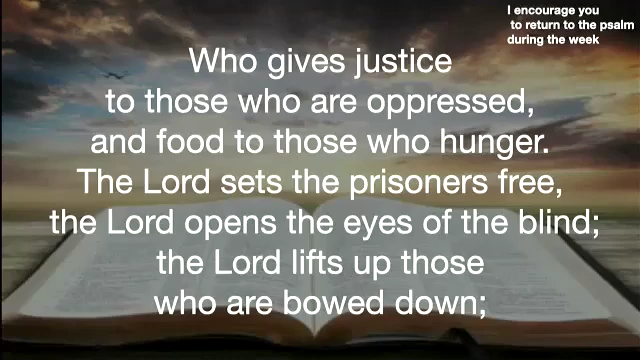 I encourage you
to return to the psalm
during the week
Who gives justice
to those who are oppressed,
and food to those who hunger.
The Lord sets the prisoners free,
the Lord opens the eyes of the blind;
the Lord lifts up those
who are bowed down;